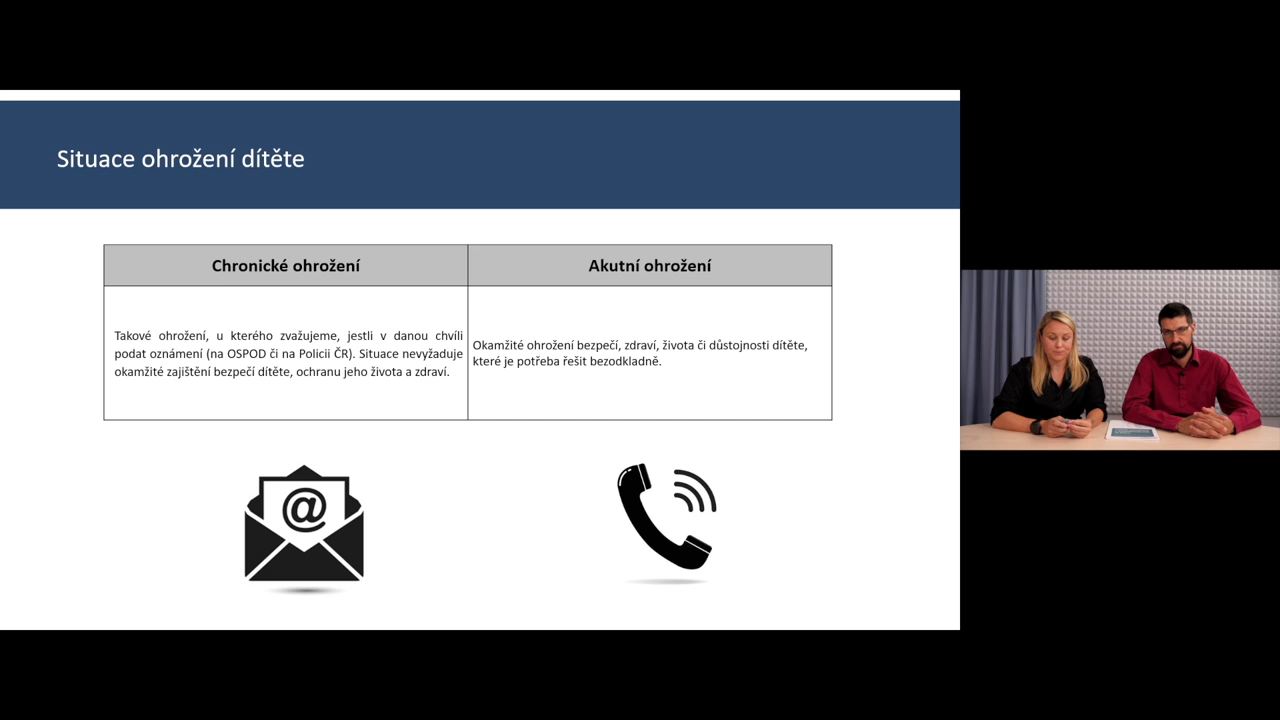 Situace ohrožení dítěte
Chronické ohrožení
Akutní ohrožení
Takové ohrožení, u kterého zvažujeme, jestli v danou chvíli
podat oznámení (na OSPOD či na Policii ČR). Situace nevyžaduje
okamžité zajištění bezpečí dítěte, ochranu jeho života a zdraví.
Okamžité ohrožení bezpečí, zdraví, života či důstojnosti dítěte,
které je potřeba řešit bezodkladně.
@